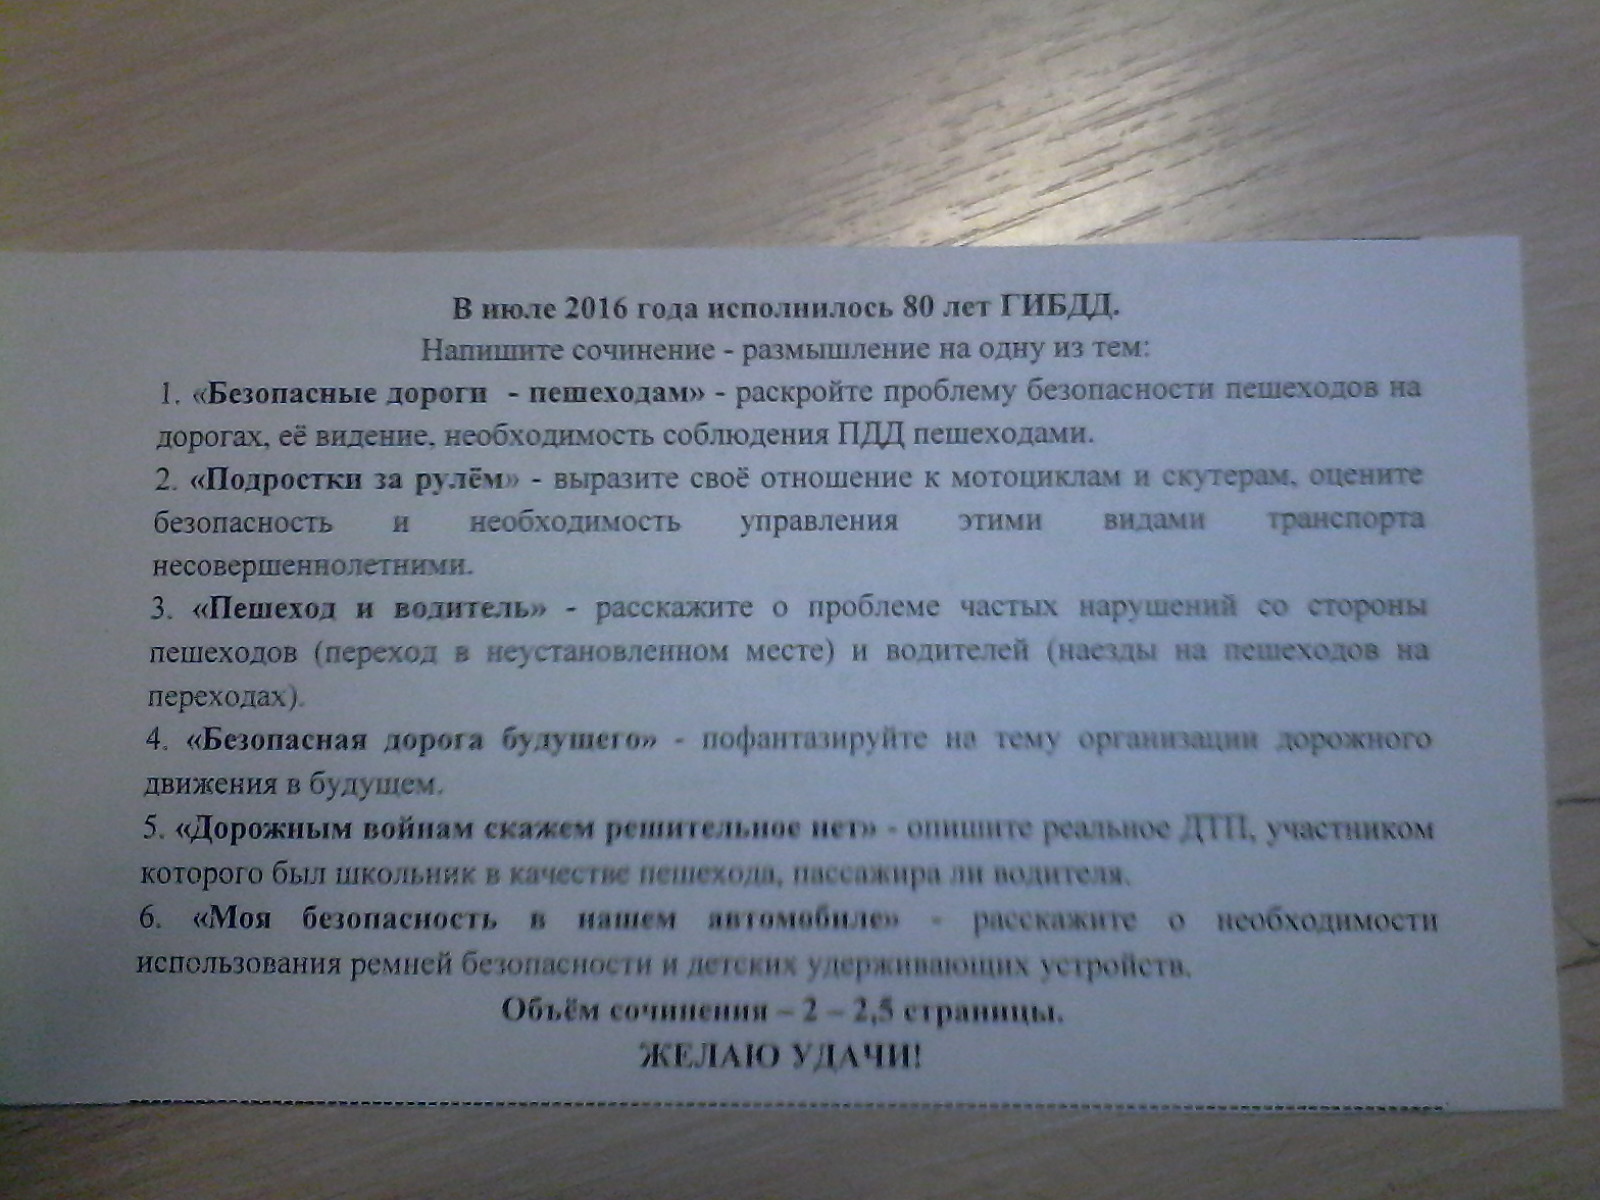 В июле 2016 года исполнилось 80 лет ГИБДД.
Напишите сочинение - размышление на одну из тем:
1. «Безопасные дороги - пешеходам» - раскройте проблему безопасности пешеходов на
дорогах, её видение, необходимость соблюдения ПДД пешеходами.
2. «Подростки за рулём» - выразите своё отношение к мотоциклам и скутерам, оцените
безопасность и необходимость управления этими видами транспорта
несовершеннолетними.
3. «Пешеход и водитель» - расскажите о проблеме частых нарушений со стороны
пешеходов (переход в неустановленном месте) и водителей (наезды на пешеходов на
переходах).
4. «Безопасная дорога будущего» - пофантазируйте на тему организации дорожного
движения в будущем.
5. «Дорожным войнам скажем решительное нет» - опишите реальное ДТП, участником
которого был школьник в качестве пешехода, пассажира ли водителя.
6. «Моя безопасность в нашем автомобиле» - расскажите о необходимости
использования ремней безопасности и детских удерживающих устройств.
Объём сочинения – 2 – 2,5 страницы.
ЖЕЛАЮ УДАЧИ!